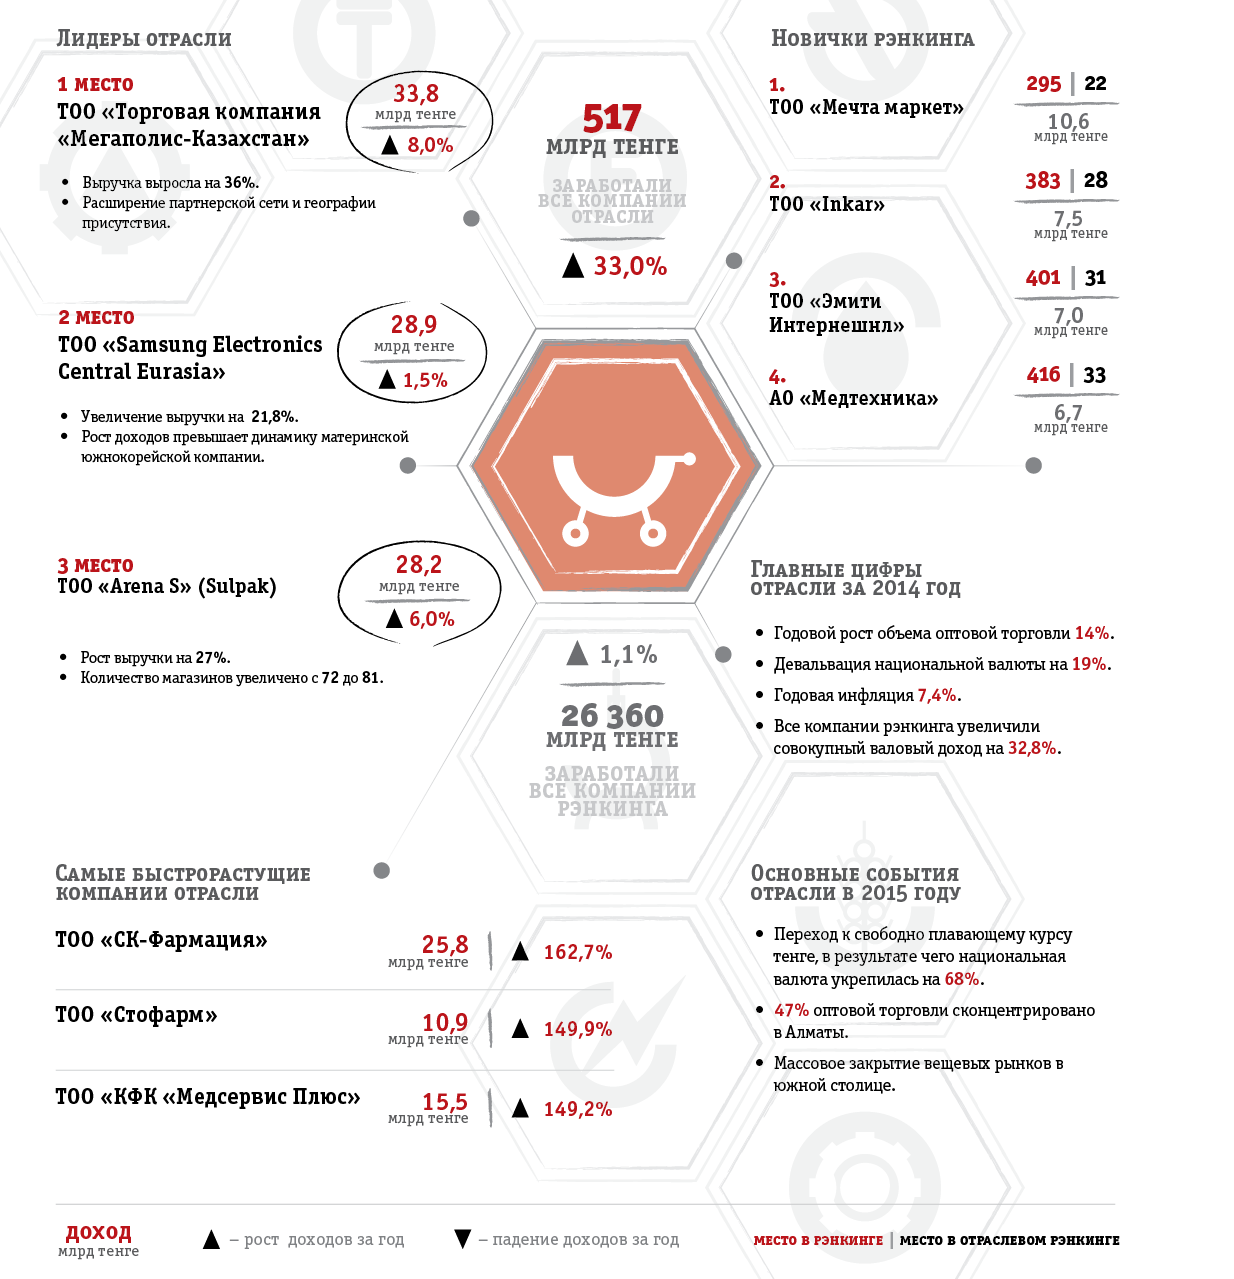 Лидеры отрасли
1 место
ТОО «Торговая компания
«Мегаполис-Казахстан»
33,8
млрд тенге
▲ 8,0%
• Выручка выросла на 36%.
• Расширение партнерской сети и географии
присутствия.
2 место
ТОО «Samsung Electronics
Central Eurasia»
28,9
млрд тенге
▲ 1,5%
• Увеличение выручки на 21,8%.
• Рост доходов превышает динамику материнской
южнокорейской компании.
3 место
ТОО «Arena S» (Sulpak)
28,2
млрд тенге
▲ 6,0%
• Рост выручки на 27%.
• Количество магазинов увеличено с 72 до 81.
517
млрд тенге
заработали
все компании
отрасли
▲ 33,0%
Новички рэнкинга
1.
ТОО «Мечта маркет»
295 | 22
10,6
млрд тенге
2.
ТОО «Inkar»
383 | 28
7,5
млрд тенге
3.
ТОО «Эмити
Интернешнл»
401 | 31
7,0
млрд тенге
4.
АО «Медтехника»
416 | 33
6,7
млрд тенге
▲ 1,1%
26 360
млрд тенге
заработали
все компании
рэнкинга
Главные цифры
отрасли за 2014 год
• Годовой рост объема оптовой торговли 14%.
• Девальвация национальной валюты на 19%.
• Годовая инфляция 7,4%.
• Все компании рэнкинга увеличили
совокупный валовый доход на 32,8%.
Самые быстрорастущие
компании отрасли
ТОО «СК-Фармация»
25,8
млрд тенге
▲ 162,7%
ТОО «Стофарм»
10,9
млрд тенге
▲ 149,9%
ТОО «КФК «Медсервис Плюс»
15,5
млрд тенге
▲ 149,2%
Основные события
отрасли в 2015 году
• Переход к свободно плавающему курсу
тенге, в результате чего национальная
валюта укрепилась на 68%.
• 47% оптовой торговли сконцентрировано
в Алматы.
• Массовое закрытие вещевых рынков в
южной столице.
доход
млрд тенге
▲ – рост доходов за год
▼ – падение доходов за год
место в рэнкинге | место в отраслевом рэнкинге